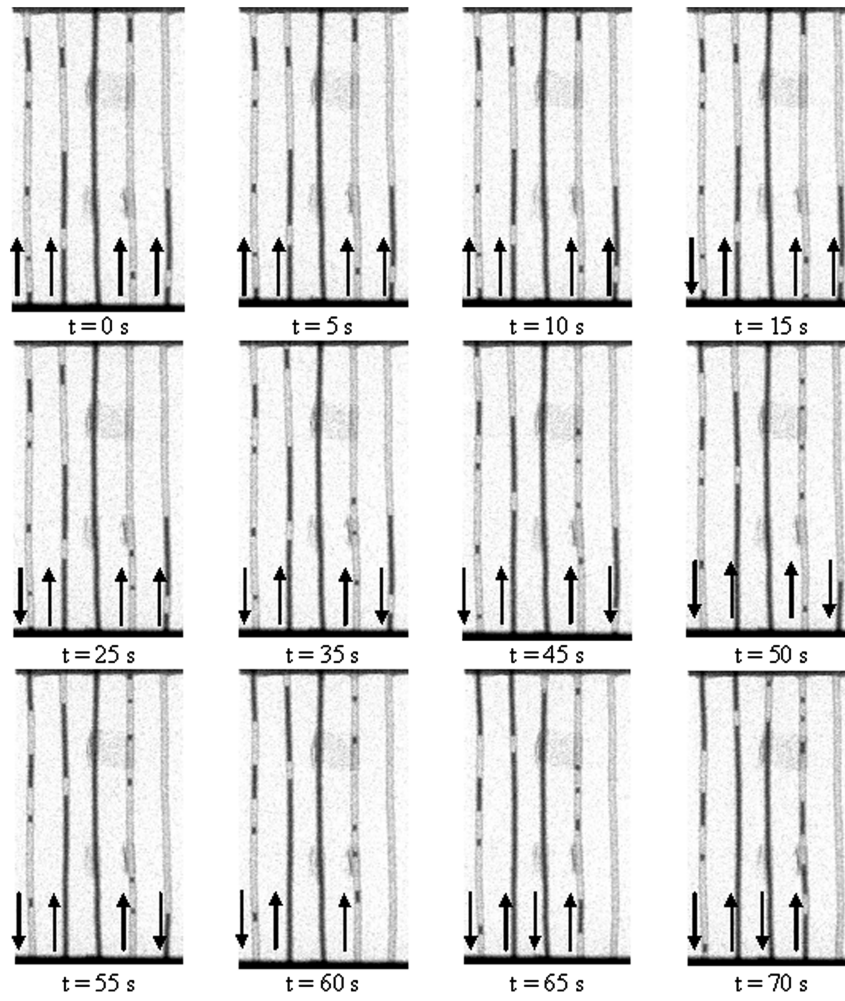 t = 0 s t = 5 s t = 10 s t = 15 s
t = 25 s t = 35 s t = 45 s t = 50 s
t = 55 s t = 60 s t = 65 s t = 70 s